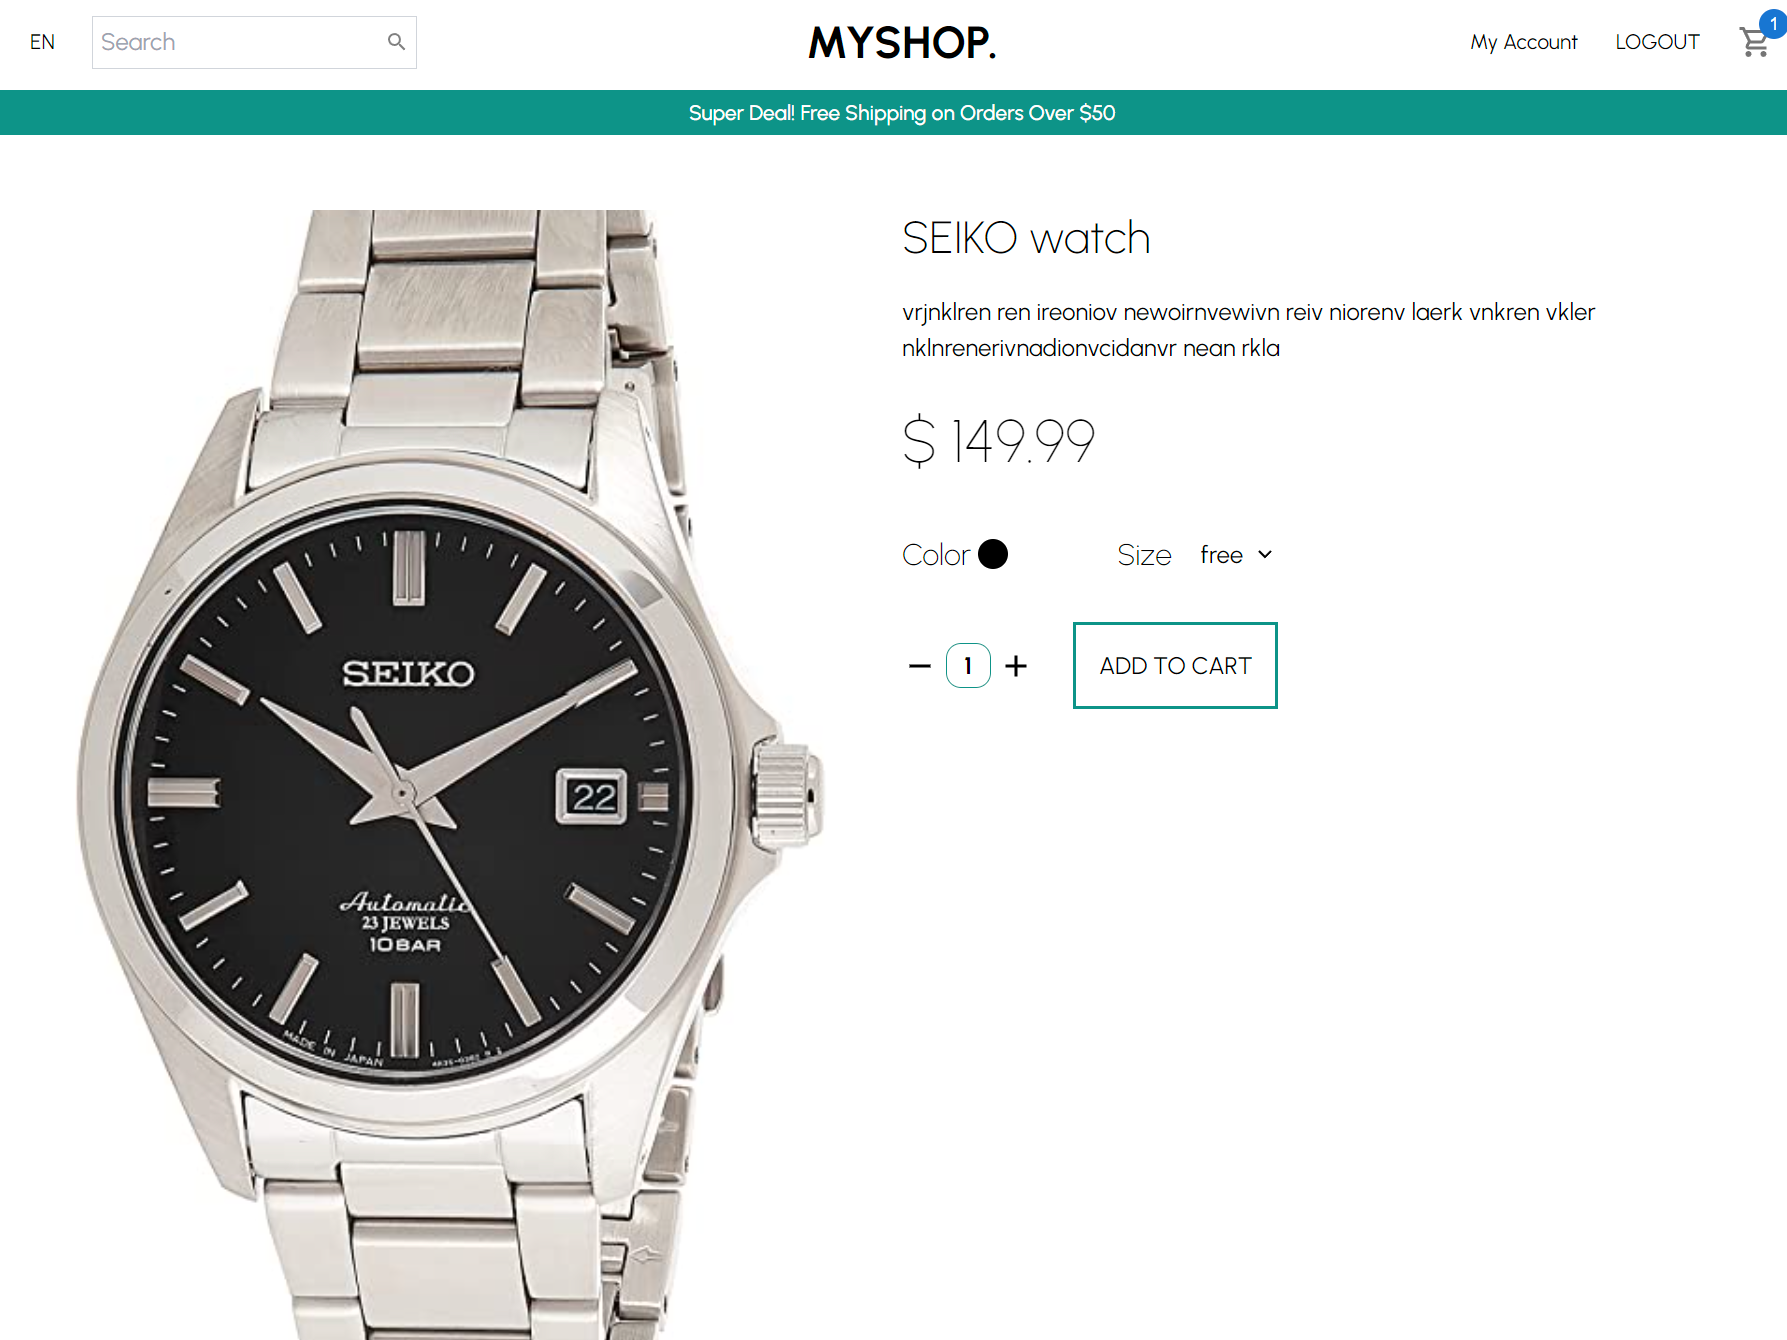 EN
Search
MYSHOP.
My Account
LOGOUT
1
Super Deal! Free Shipping on Orders Over $50
SEIKO watch
vrjnklren ren ireoniov newoirnvewivn reiv niorenv laerk vnkren vkler
nklnrenerivnadionvcidanvr nean rkla
$ 149.99
Color
Size
free
1
ADD TO CART
SEIKO
22
Automatic
23 JEWELS
10BAR
MADE IN JAPAN